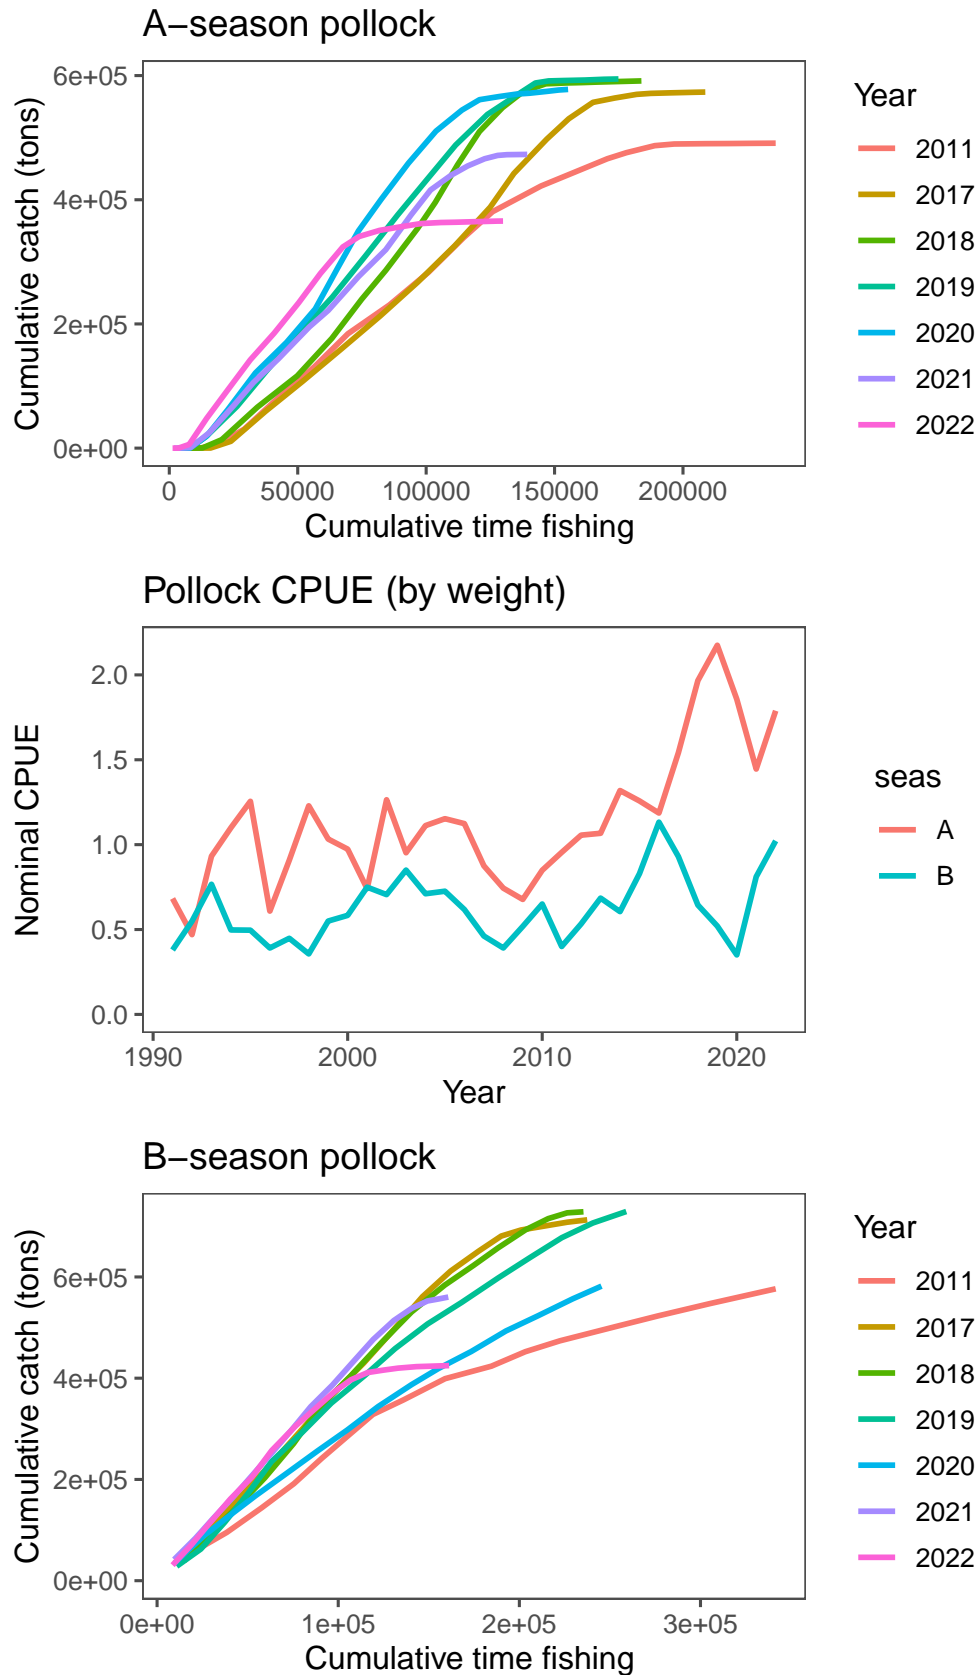 A−season pollock
6e+05
4e+05
2e+05
0e+00
Cumulative catch (tons)
0 50000 100000 150000 200000
Cumulative time fishing
Year
2011
2017
2018
2019
2020
2021
2022
Pollock CPUE (by weight)
2.0
1.5
1.0
0.5
0.0
Nominal CPUE
1990 2000 2010 2020
Year
seas
A
B
B−season pollock
6e+05
4e+05
2e+05
0e+00
Cumulative catch (tons)
0e+00 1e+05 2e+05 3e+05
Cumulative time fishing
Year
2011
2017
2018
2019
2020
2021
2022